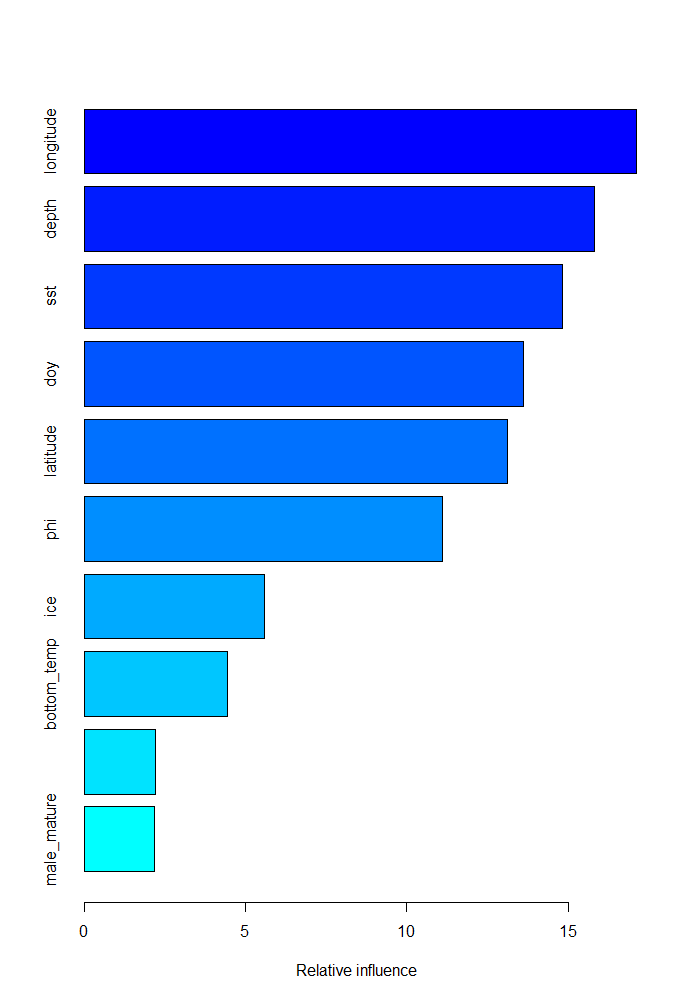 longitude
depth
sst
doy
latitude
phi
ice
bottom_temp
male_mature
0 5 10 15
Relative influence